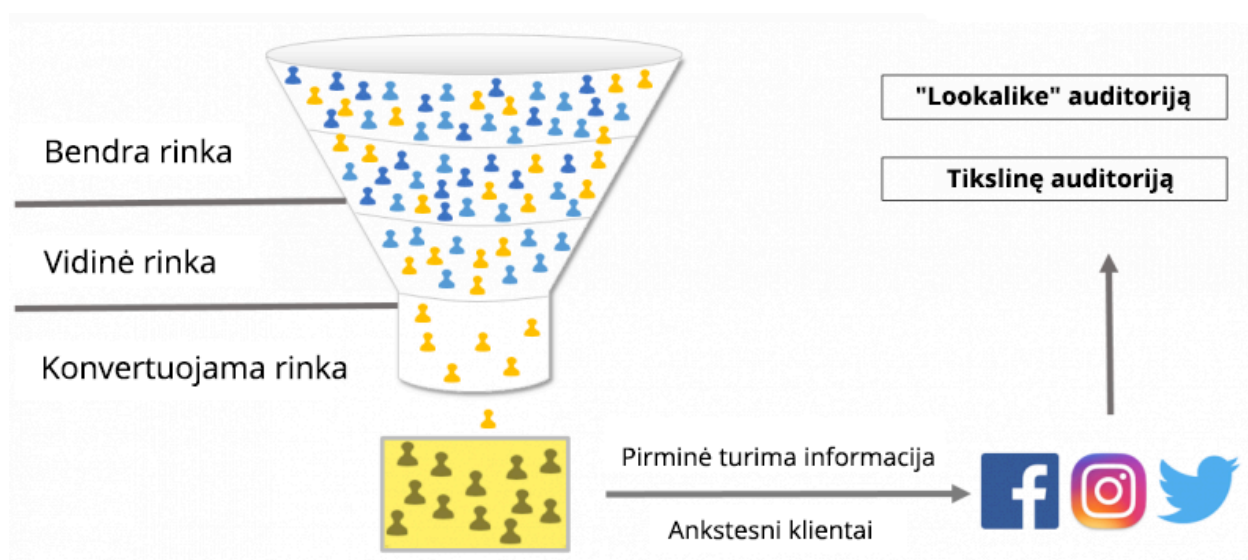 Bendra rinka
Vidinė rinka
Konvertuojama rinka
"Lookalike" auditoriją
Tikslinę auditoriją
Pirminė turima informacija
Ankstesni klientai